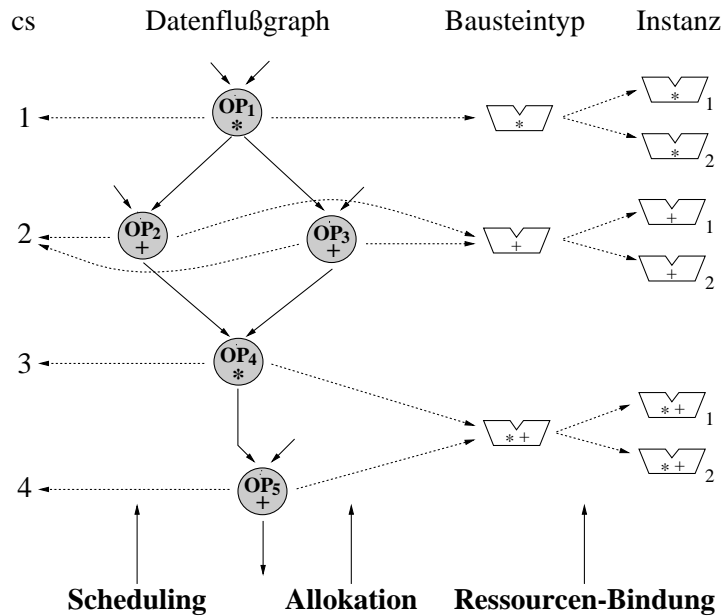 cs Datenflußgraph Bausteintyp Instanz
1 OP1 * * * 1
* 2
2 OP2 + OP3 + + + 1
+ 2
3 OP4 *
* + * + 1
* + 2
4 OP5 +
Scheduling Allokation Ressourcen-Bindung